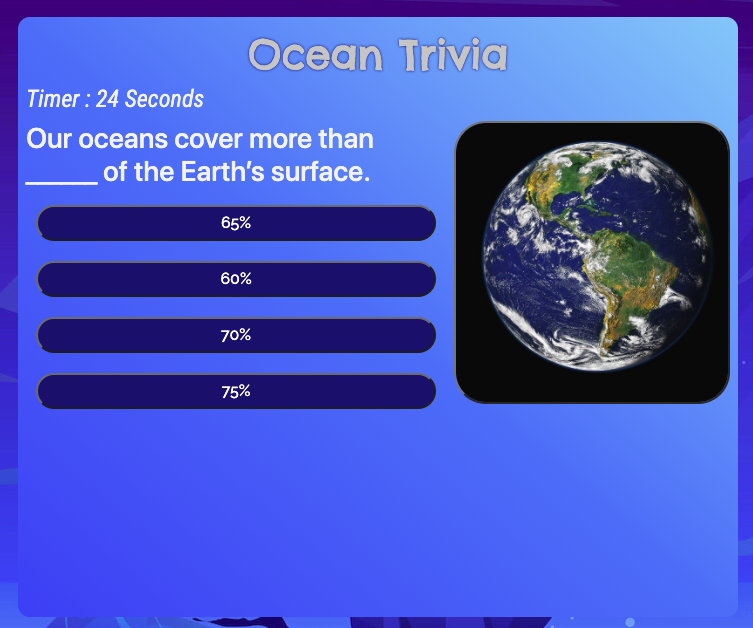 Ocean Trivia
Timer : 24 Seconds
Our oceans cover more than
______ of the Earth's surface.
65%
60%
70%
75%